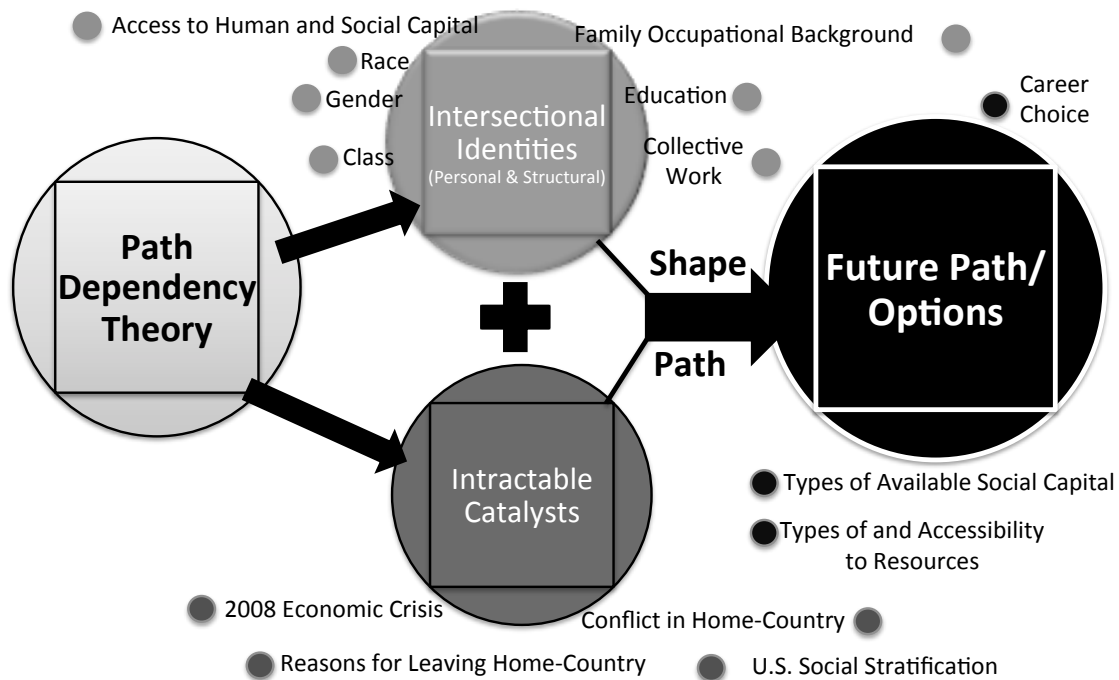 Access to Human and Social Capital
Family Occupational Background
Race
Gender
Class
Intersectional
Identities
(Personal & Structural)
Education
Collective
Work
Career
Choice
Path
Dependency
Theory
Shape
Path
Future Path/
Options
Intractable
Catalysts
Types of Available Social Capital
Types of and Accessibility
to Resources
2008 Economic Crisis
Conflict in Home-Country
Reasons for Leaving Home-Country
U.S. Social Stratification